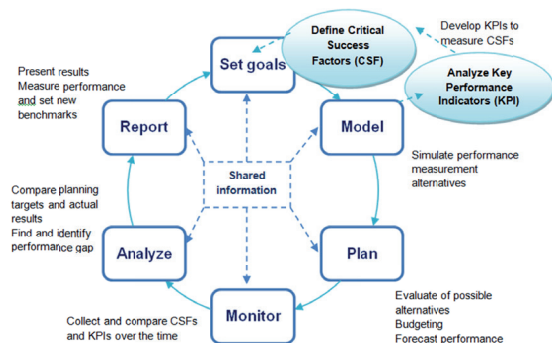 Define Critical
Success
Factors (CSF)
Develop KPIs to
measure CSFs
Set goals
Analyze Key
Performance
Indicators (KPI)
Present results
Measure performance
and set new
benchmarks
Report
Model
Simulate performance
measurement
alternatives
Shared
information
Compare planning
targets and actual
results
Find and identify
performance gap
Analyze
Plan
Evaluate of possible
alternatives
Budgeting
Forecast performance
Monitor
Collect and compare CSFs
and KPIs over the time